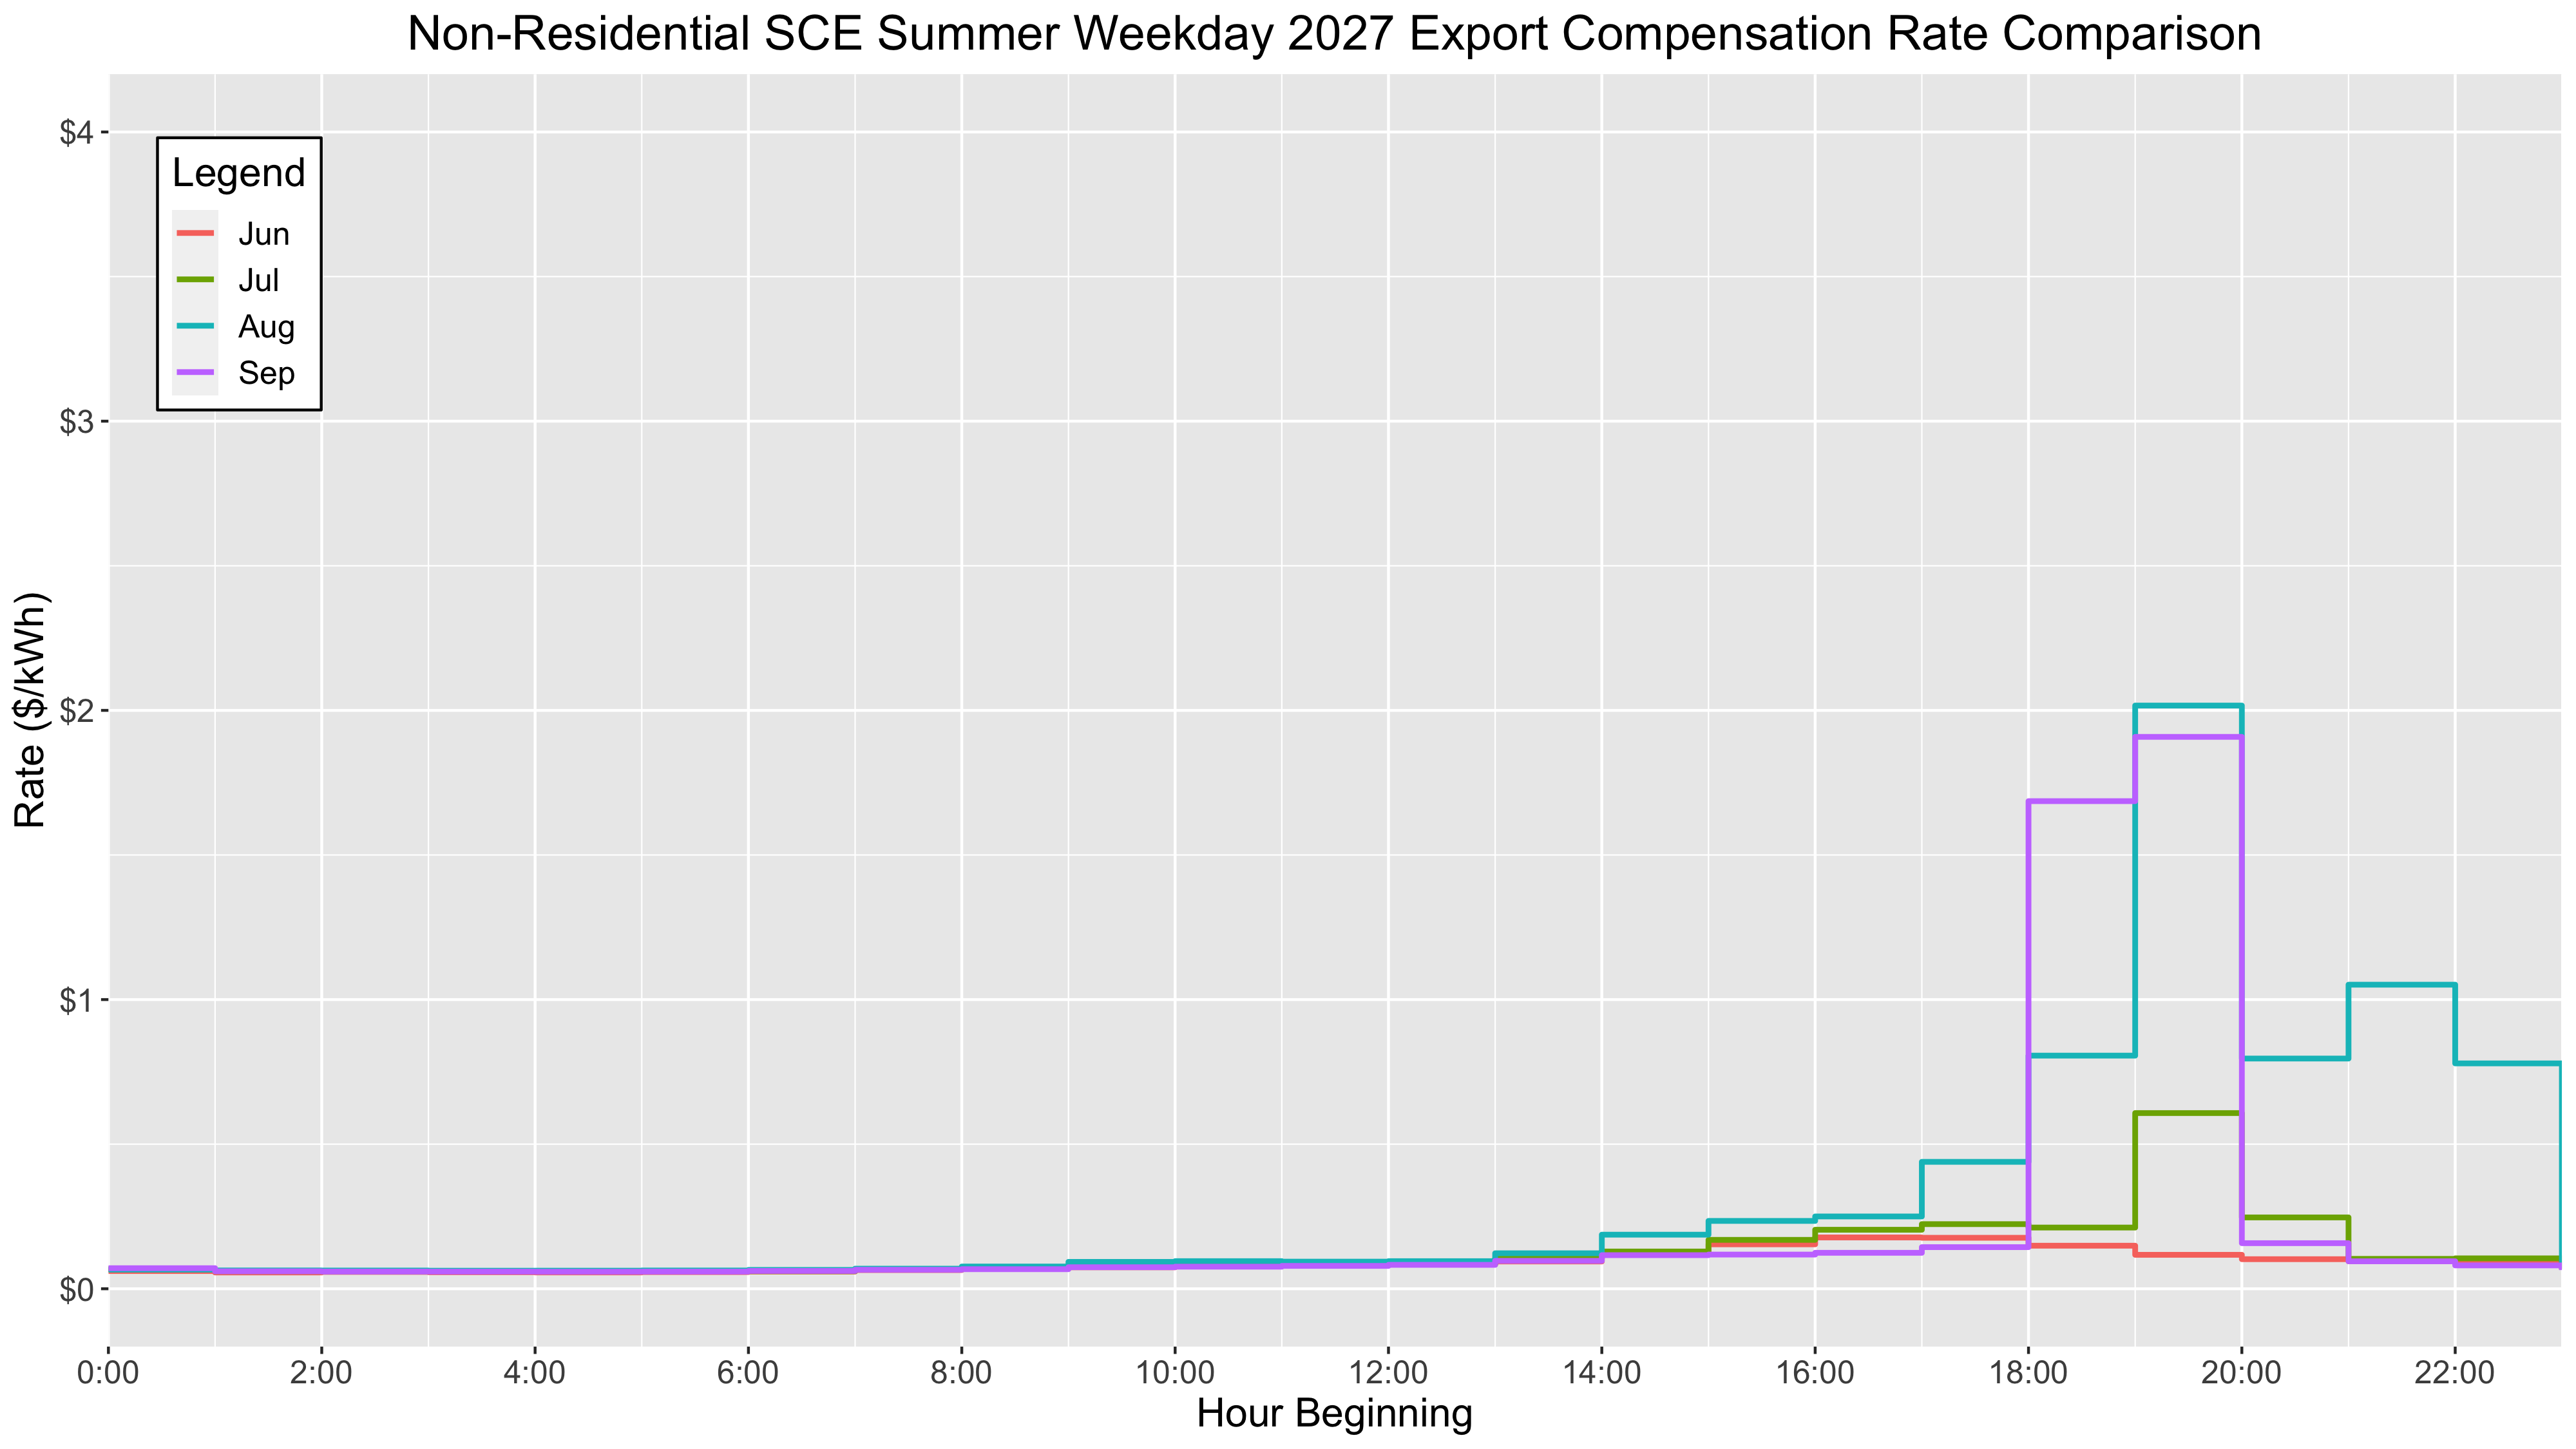 Non-Residential SCE Summer Weekday 2027 Export Compensation Rate Comparison
$4
$3
$2
$1
$0
Rate ($/kWh)
Legend
Jun
Jul
Aug
Sep
0:00 2:00 4:00 6:00 8:00 10:00 12:00 14:00 16:00 18:00 20:00 22:00
Hour Beginning